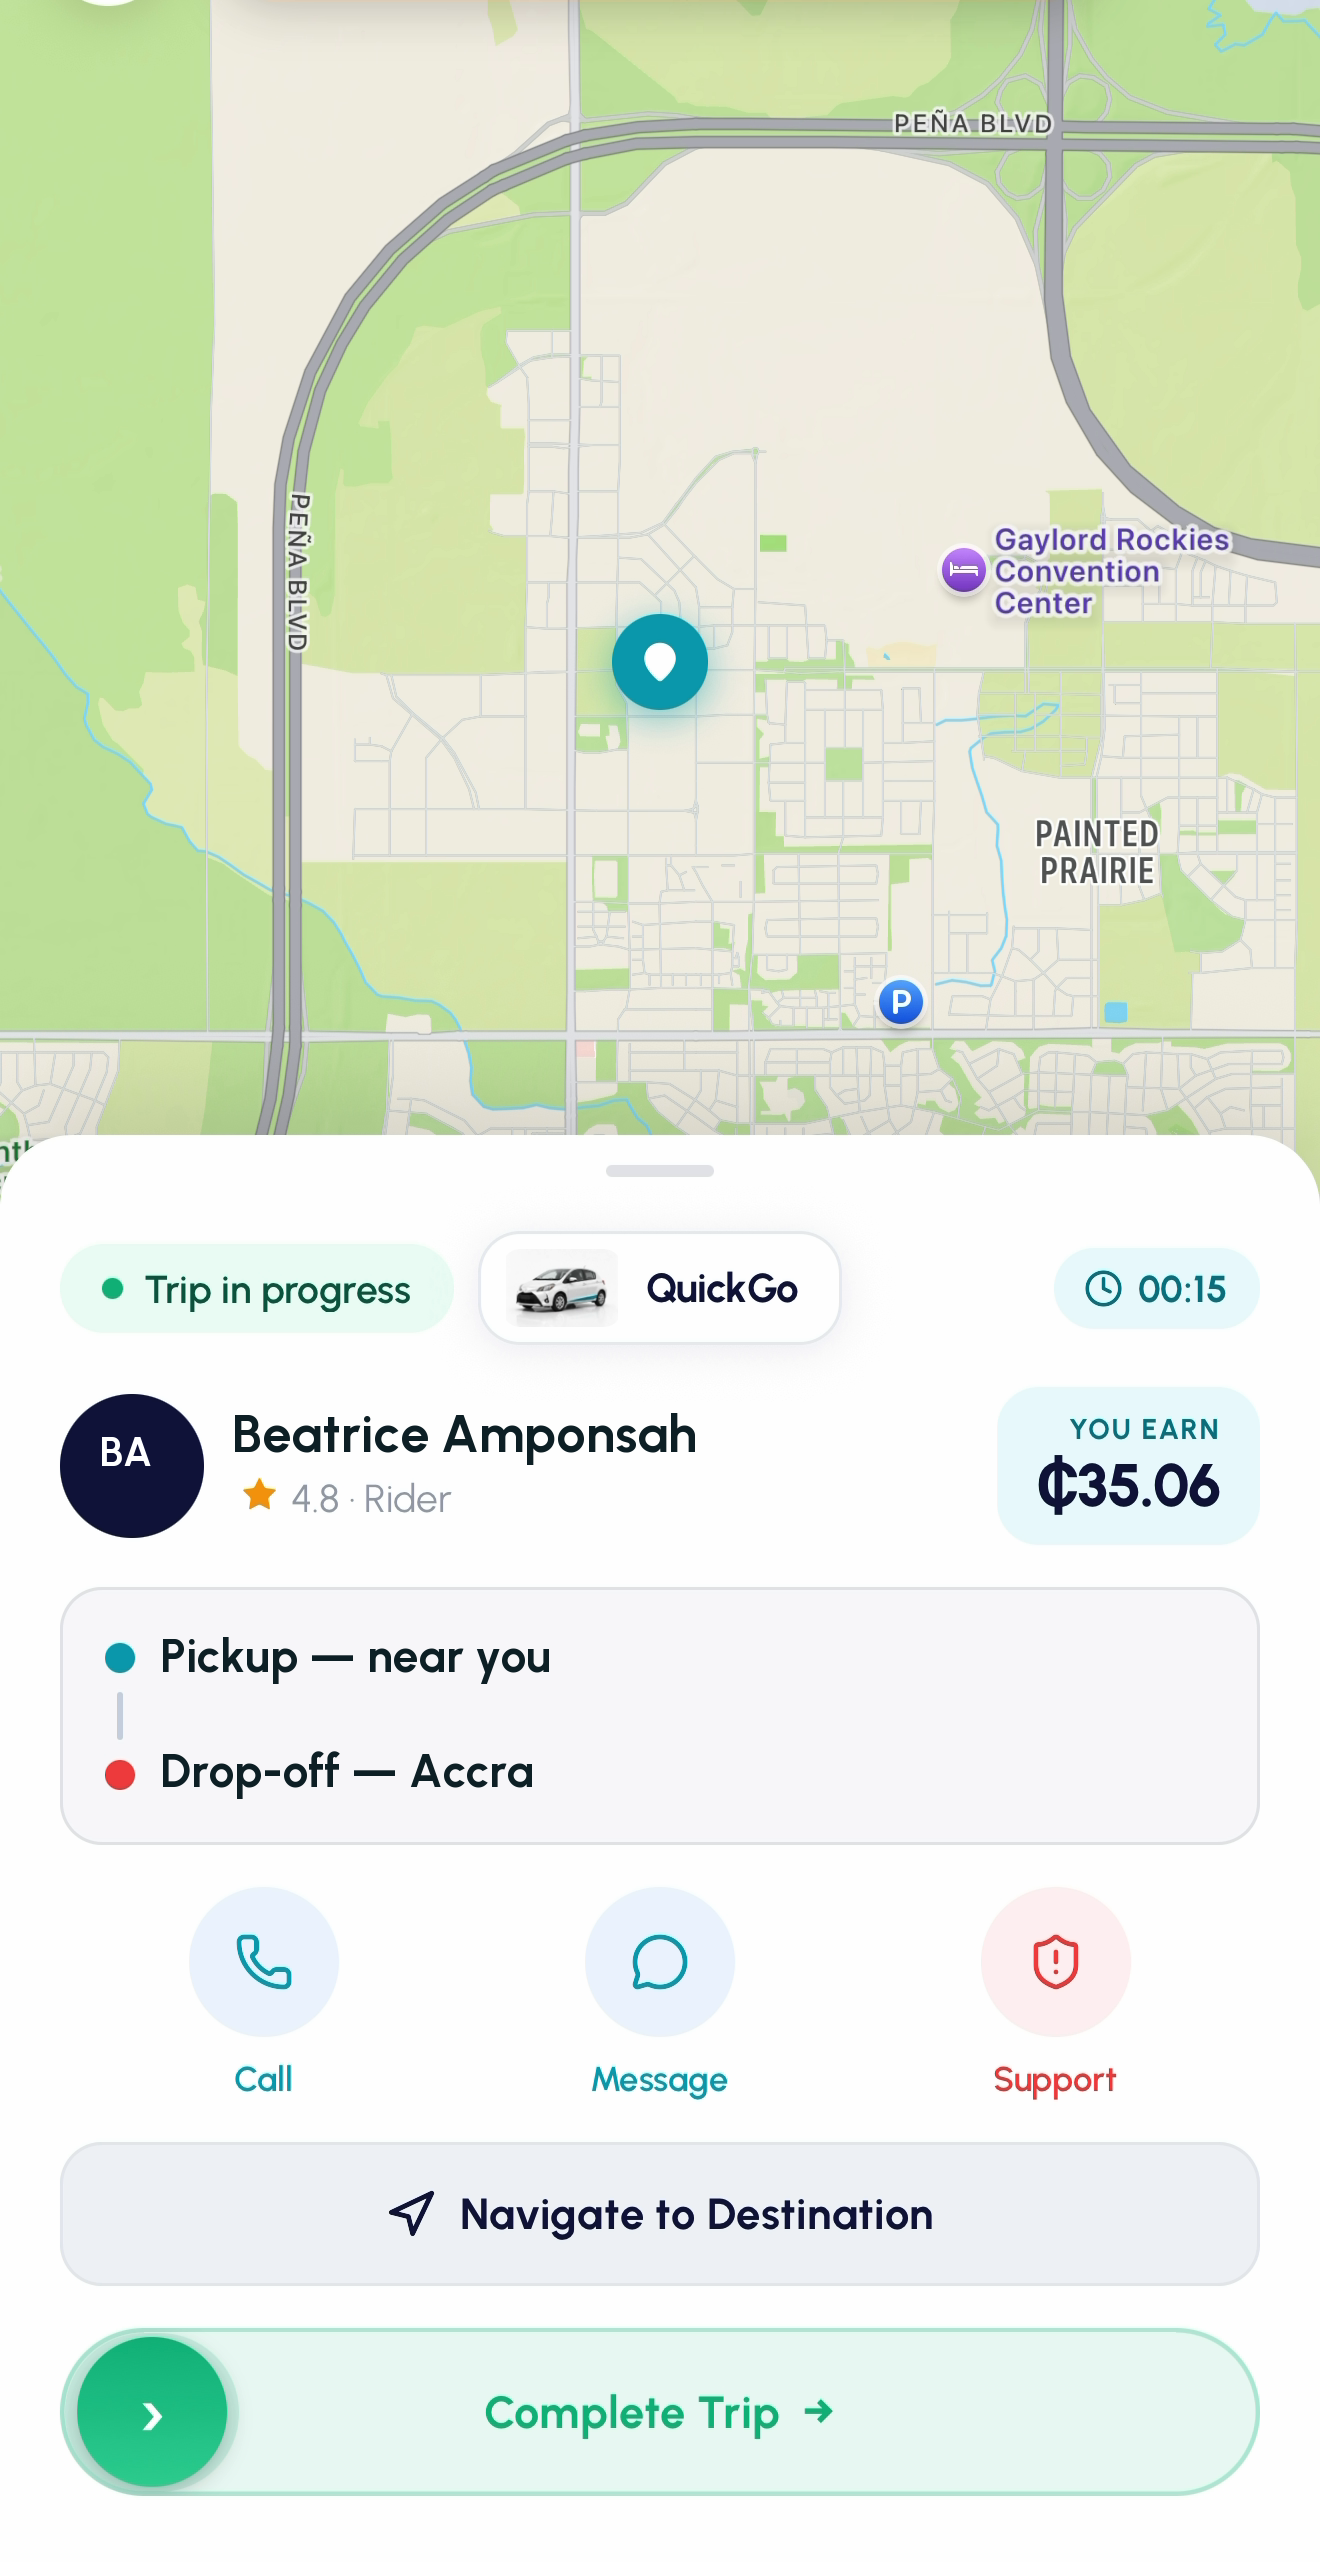 PEÑA BLVD
PEÑA BLVD
Gaylord Rockies
Convention
Center
PAINTED
PRAIRIE
P
Trip in progress
QuickGo
00:15
BA
Beatrice Amponsah
4.8 · Rider
YOU EARN
₵35.06
Pickup — near you
Drop-off — Accra
Call
Message
Support
Navigate to Destination
Complete Trip →